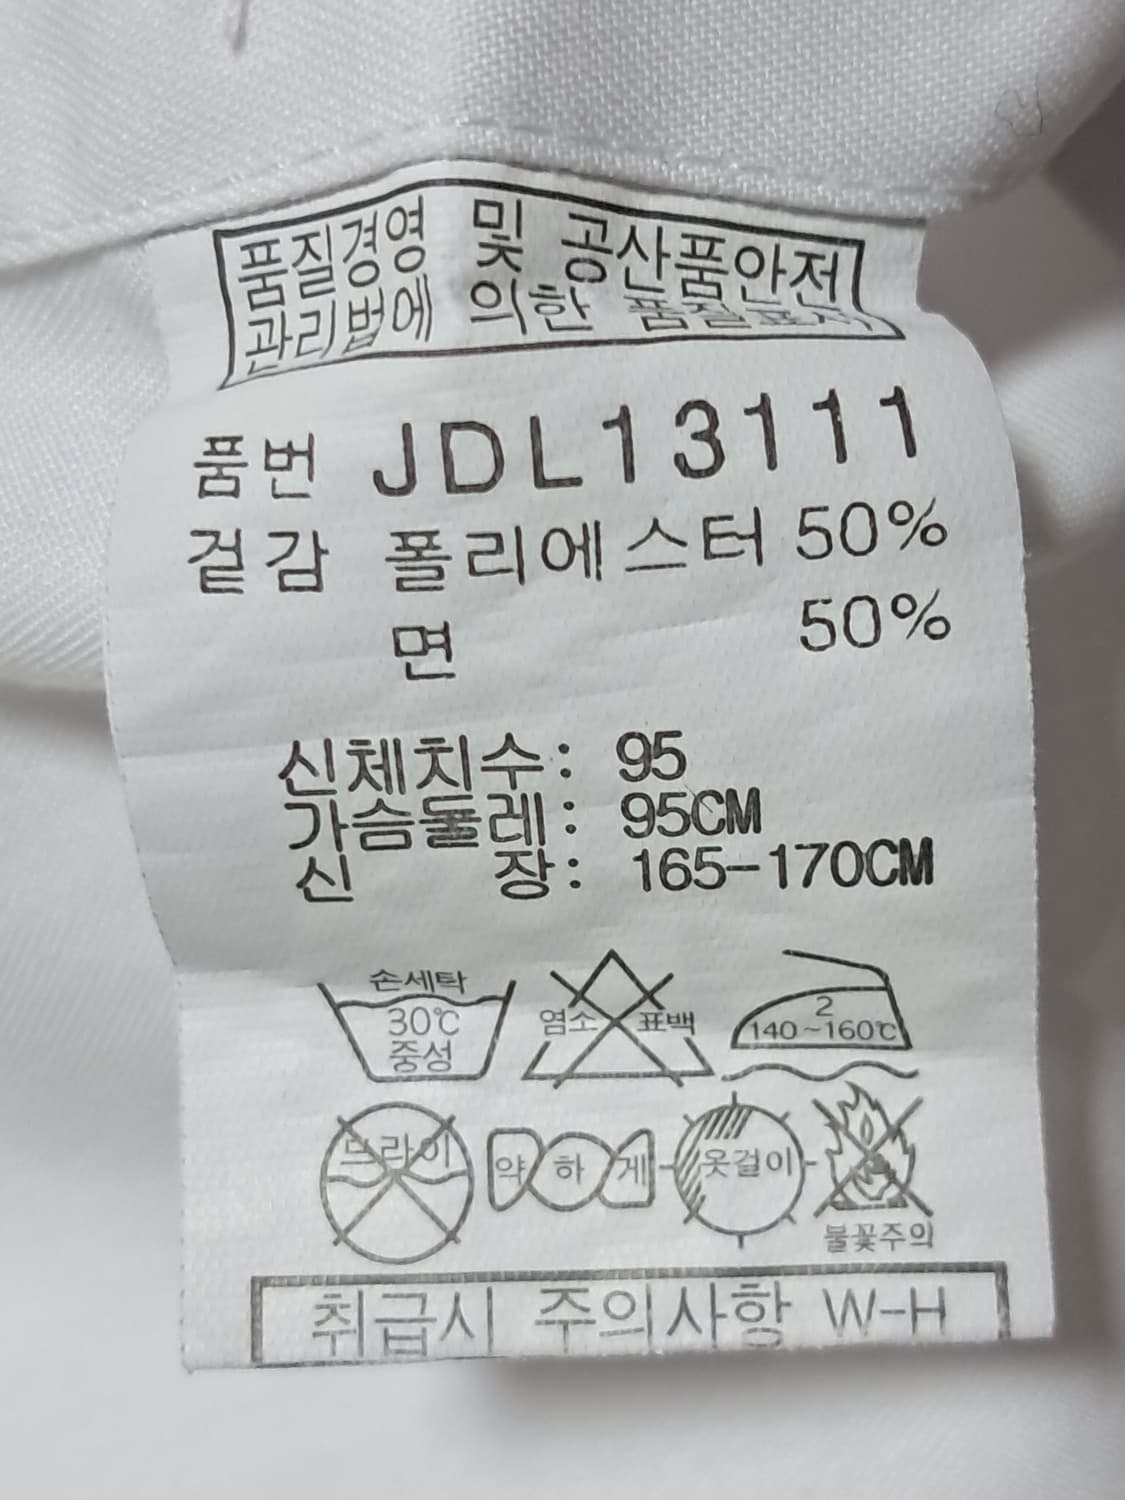 품질경영 및 공산품안전
관리법에 의한 품질표시
품번 JDL13111
겉감 폴리에스터 50%
면 50%
신체치수: 95
가슴둘레: 95CM
신 장: 165-170CM
손세탁
30℃
중성
염소 표백
2
140~160℃
드라이
약하게
옷걸이
불꽃주의
취급시 주의사항 W-H